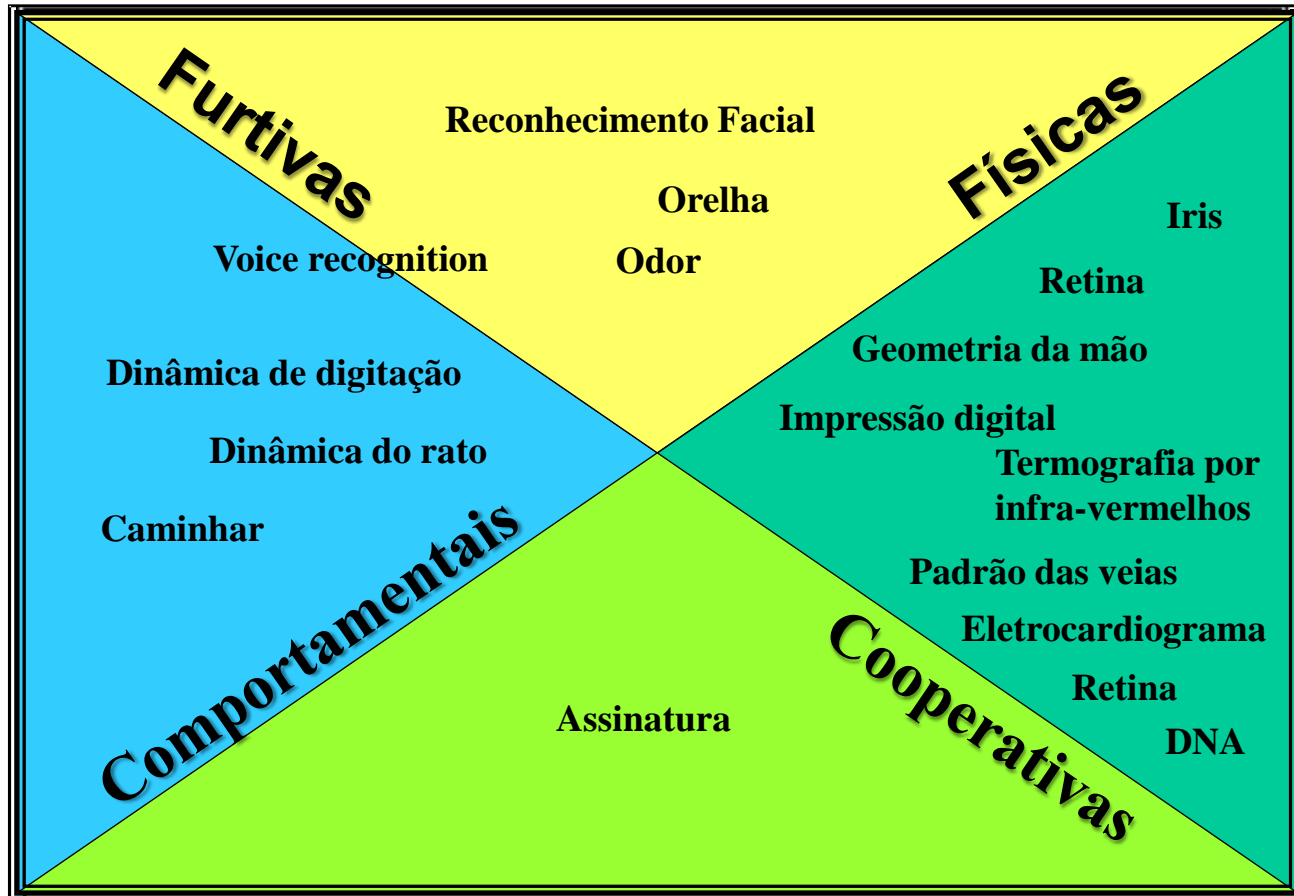 Furtivas
Físicas
Reconhecimento Facial
Orelha
Iris
Voice recognition
Odor
Retina
Geometria da mão
Dinâmica de digitação
Impressão digital
Dinâmica do rato
Termografia por
infra-vermelhos
Caminhar
Padrão das veias
Comportamentais
Eletrocardiograma
Cooperativas
Retina
Assinatura
DNA